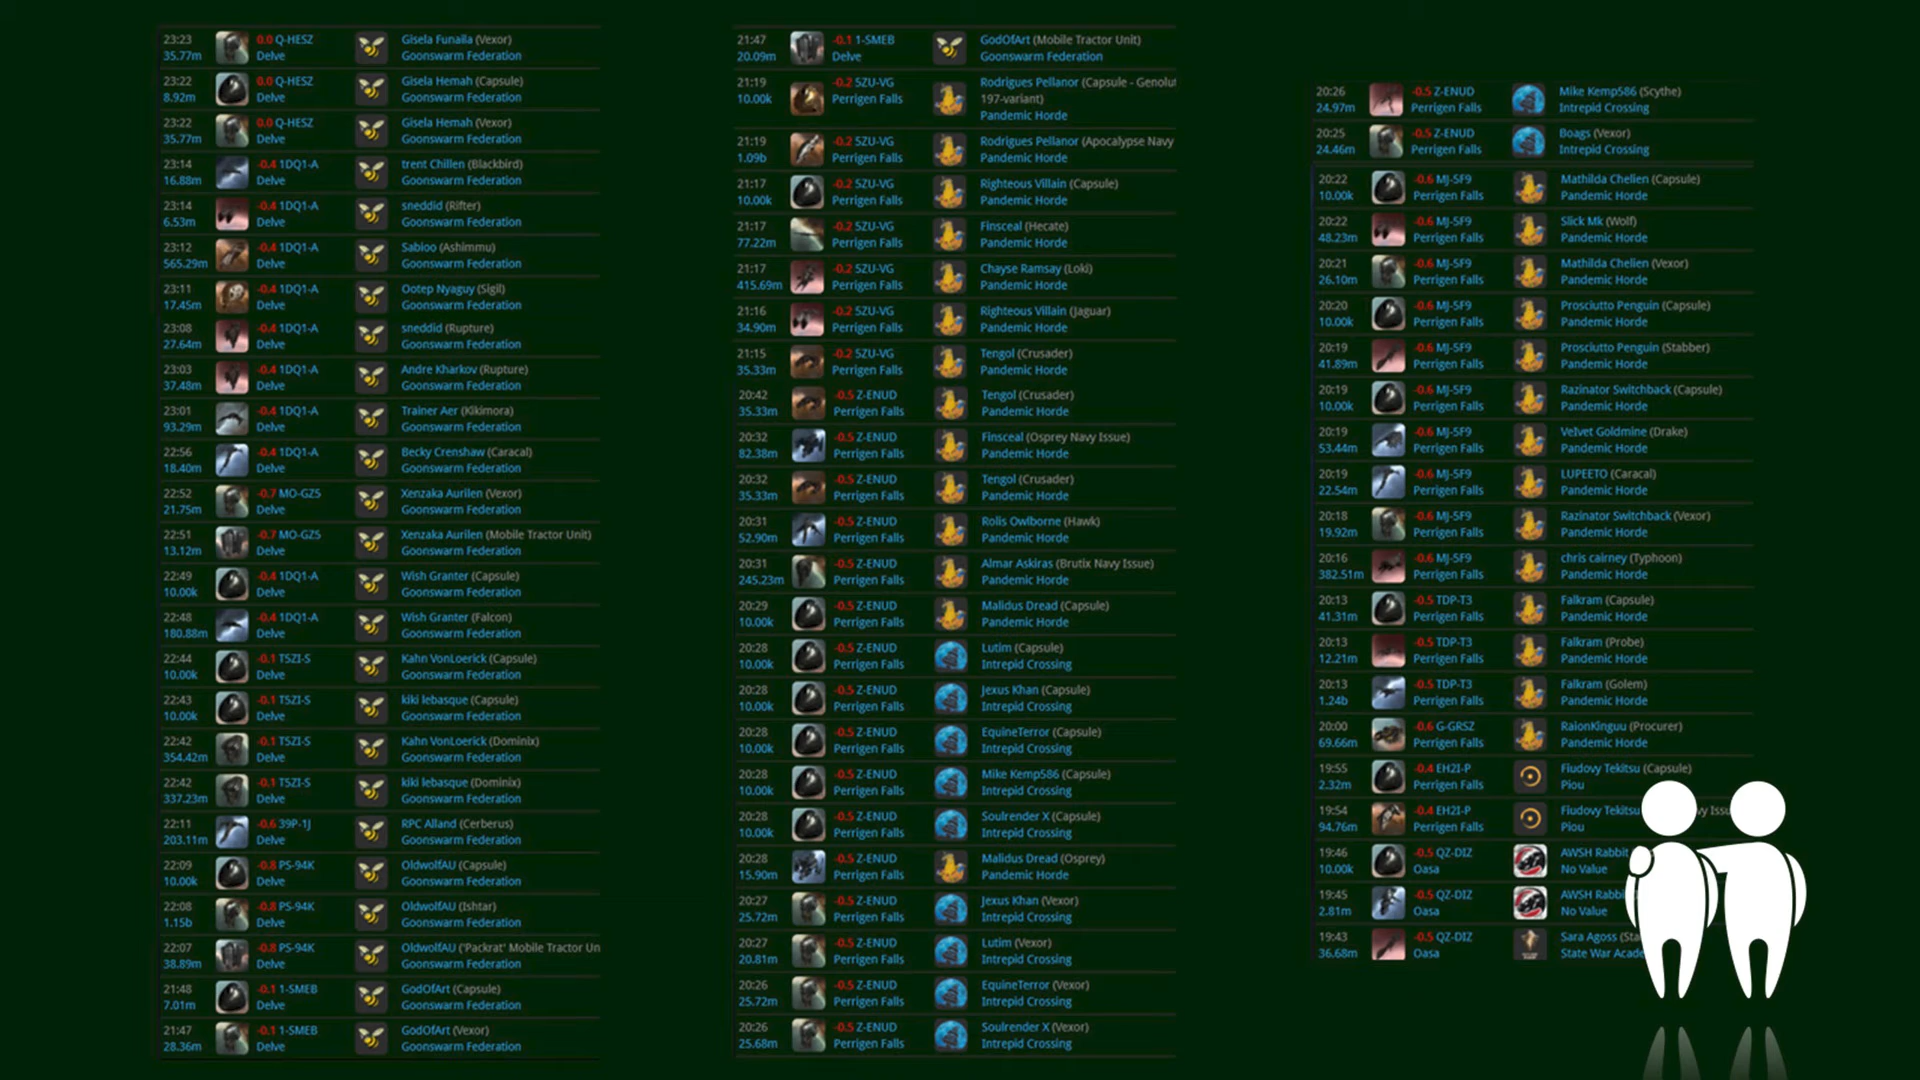 23:23 0.0 Q-HESZ Gisela Funaila (Vexor)
35.77m Delve Goonswarm Federation
23:22 0.0 Q-HESZ Gisela Hemah (Capsule)
8.92m Delve Goonswarm Federation
23:22 0.0 Q-HESZ Gisela Hemah (Vexor)
35.77m Delve Goonswarm Federation
23:14 -0.4 1DQ1-A trent Chillen (Blackbird)
16.88m Delve Goonswarm Federation
23:14 -0.4 1DQ1-A sneddid (Rifter)
6.53m Delve Goonswarm Federation
23:12 -0.4 1DQ1-A Sabloo (Ashimmu)
565.29m Delve Goonswarm Federation
23:11 -0.4 1DQ1-A Ootep Nyaguy (Sigil)
17.45m Delve Goonswarm Federation
23:08 -0.4 1DQ1-A sneddid (Rupture)
27.64m Delve Goonswarm Federation
23:03 -0.4 1DQ1-A Andre Kharkov (Rupture)
37.48m Delve Goonswarm Federation
23:01 -0.4 1DQ1-A Trainer Aer (Kikimora)
93.29m Delve Goonswarm Federation
22:56 -0.4 1DQ1-A Becky Crenshaw (Caracal)
18.40m Delve Goonswarm Federation
22:52 -0.7 MO-GZ5 Xenzaka Aurilen (Vexor)
21.75m Delve Goonswarm Federation
22:51 -0.7 MO-GZ5 Xenzaka Aurilen (Mobile Tractor Unit)
13.12m Delve Goonswarm Federation
22:49 -0.4 1DQ1-A Wish Granter (Capsule)
10.00k Delve Goonswarm Federation
22:48 -0.4 1DQ1-A Wish Granter (Falcon)
180.88m Delve Goonswarm Federation
22:44 -0.1 T5ZI-S Kahn VonLoerick (Capsule)
10.00k Delve Goonswarm Federation
22:43 -0.1 T5ZI-S kiki lebasque (Capsule)
10.00k Delve Goonswarm Federation
22:42 -0.1 T5ZI-S Kahn VonLoerick (Dominix)
354.42m Delve Goonswarm Federation
22:42 -0.1 T5ZI-S kiki lebasque (Dominix)
337.23m Delve Goonswarm Federation
22:11 -0.6 39P-1J RPC Alland (Cerberus)
203.11m Delve Goonswarm Federation
22:09 -0.8 PS-94K OldwolfAU (Capsule)
10.00k Delve Goonswarm Federation
22:08 -0.8 PS-94K OldwolfAU (Ishtar)
1.15b Delve Goonswarm Federation
22:07 -0.8 PS-94K OldwolfAU ('Packrat' Mobile Tractor Un
38.89m Delve Goonswarm Federation
21:48 -0.1 1-SMEB GodOfArt (Capsule)
7.01m Delve Goonswarm Federation
21:47 -0.1 1-SMEB GodOfArt (Vexor)
28.36m Delve Goonswarm Federation
21:47 -0.1 1-SMEB GodOfArt (Mobile Tractor Unit)
20.09m Delve Goonswarm Federation
21:19 -0.2 5ZU-VG Rodrigues Pellanor (Capsule - Genolut
10.00k Perrigen Falls 197-variant)
Pandemic Horde
21:19 -0.2 5ZU-VG Rodrigues Pellanor (Apocalypse Navy
1.09b Perrigen Falls Pandemic Horde
21:17 -0.2 5ZU-VG Righteous Villain (Capsule)
10.00k Perrigen Falls Pandemic Horde
21:17 -0.2 5ZU-VG Finsceal (Hecate)
77.22m Perrigen Falls Pandemic Horde
21:17 -0.2 5ZU-VG Chayse Ramsay (Loki)
415.69m Perrigen Falls Pandemic Horde
21:16 -0.2 5ZU-VG Righteous Villain (Jaguar)
34.90m Perrigen Falls Pandemic Horde
21:15 -0.2 5ZU-VG Tengol (Crusader)
35.33m Perrigen Falls Pandemic Horde
20:42 -0.5 Z-ENUD Tengol (Crusader)
35.33m Perrigen Falls Pandemic Horde
20:32 -0.5 Z-ENUD Finsceal (Osprey Navy Issue)
82.38m Perrigen Falls Pandemic Horde
20:32 -0.5 Z-ENUD Tengol (Crusader)
35.33m Perrigen Falls Pandemic Horde
20:31 -0.5 Z-ENUD Rolis Owlborne (Hawk)
52.90m Perrigen Falls Pandemic Horde
20:31 -0.5 Z-ENUD Almar Askiras (Brutix Navy Issue)
245.23m Perrigen Falls Pandemic Horde
20:29 -0.5 Z-ENUD Malidus Dread (Capsule)
10.00k Perrigen Falls Pandemic Horde
20:28 -0.5 Z-ENUD Lutim (Capsule)
10.00k Perrigen Falls Intrepid Crossing
20:28 -0.5 Z-ENUD Jexus Khan (Capsule)
10.00k Perrigen Falls Intrepid Crossing
20:28 -0.5 Z-ENUD EquineTerror (Capsule)
10.00k Perrigen Falls Intrepid Crossing
20:28 -0.5 Z-ENUD Mike Kemp586 (Capsule)
10.00k Perrigen Falls Intrepid Crossing
20:28 -0.5 Z-ENUD Soulrender X (Capsule)
10.00k Perrigen Falls Intrepid Crossing
20:28 -0.5 Z-ENUD Malidus Dread (Osprey)
15.90m Perrigen Falls Pandemic Horde
20:27 -0.5 Z-ENUD Jexus Khan (Vexor)
25.72m Perrigen Falls Intrepid Crossing
20:27 -0.5 Z-ENUD Lutim (Vexor)
20.81m Perrigen Falls Intrepid Crossing
20:26 -0.5 Z-ENUD EquineTerror (Vexor)
25.72m Perrigen Falls Intrepid Crossing
20:26 -0.5 Z-ENUD Soulrender X (Vexor)
25.68m Perrigen Falls Intrepid Crossing
20:26 -0.5 Z-ENUD Mike Kemp586 (Scythe)
24.97m Perrigen Falls Intrepid Crossing
20:25 -0.5 Z-ENUD Boags (Vexor)
24.46m Perrigen Falls Intrepid Crossing
20:22 -0.6 MJ-5F9 Mathilda Chelien (Capsule)
10.00k Perrigen Falls Pandemic Horde
20:22 -0.6 MJ-5F9 Slick Mk (Wolf)
48.23m Perrigen Falls Pandemic Horde
20:21 -0.6 MJ-5F9 Mathilda Chelien (Vexor)
26.10m Perrigen Falls Pandemic Horde
20:20 -0.6 MJ-5F9 Prosciutto Penguin (Capsule)
10.00k Perrigen Falls Pandemic Horde
20:19 -0.6 MJ-5F9 Prosciutto Penguin (Stabber)
41.89m Perrigen Falls Pandemic Horde
20:19 -0.6 MJ-5F9 Razinator Switchback (Capsule)
10.00k Perrigen Falls Pandemic Horde
20:19 -0.6 MJ-5F9 Velvet Goldmine (Drake)
53.44m Perrigen Falls Pandemic Horde
20:19 -0.6 MJ-5F9 LUPEETO (Caracal)
22.54m Perrigen Falls Pandemic Horde
20:18 -0.6 MJ-5F9 Razinator Switchback (Vexor)
19.92m Perrigen Falls Pandemic Horde
20:16 -0.6 MJ-5F9 chris cairney (Typhoon)
382.51m Perrigen Falls Pandemic Horde
20:13 -0.5 TDP-T3 Falkram (Capsule)
41.31m Perrigen Falls Pandemic Horde
20:13 -0.5 TDP-T3 Falkram (Probe)
12.21m Perrigen Falls Pandemic Horde
20:13 -0.5 TDP-T3 Falkram (Golem)
1.24b Perrigen Falls Pandemic Horde
20:00 -0.6 G-GRSZ RaionKinguu (Procurer)
69.66m Perrigen Falls Pandemic Horde
19:55 -0.4 EH2I-P Fiudovy Tekitsu (Capsule)
2.32m Perrigen Falls Piou
19:54 -0.4 EH2I-P Fiudovy Tekitsu
94.76m Perrigen Falls Piou
19:46 -0.5 QZ-DIZ AWSH Rabbit
10.00k Oasa No Value
19:45 -0.5 QZ-DIZ AWSH Rabbi
2.81m Oasa No Value
19:43 -0.5 QZ-DIZ Sara Agoss
36.68m Oasa State War Acade